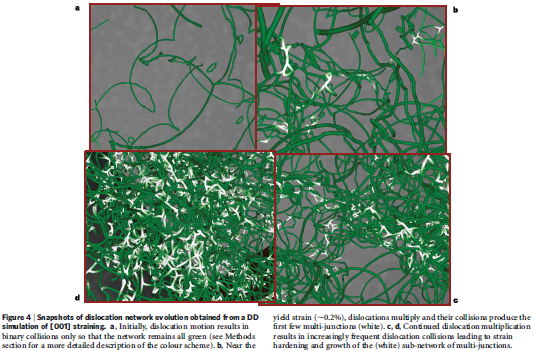 a
b
d
c
Figure 4 | Snapshots of dislocation network evolution obtained from a DD
simulation of [001] straining. a, Initially, dislocation motion results in
binary collisions only so that the network remains all green (see Methods
section for a more detailed description of the colour scheme). b, Near the
yield strain (~0.2%), dislocations multiply and their collisions produce the
first few multi-junctions (white). c, d, Continued dislocation multiplication
results in increasingly frequent dislocation collisions leading to strain
hardening and growth of the (white) sub-network of multi-junctions.